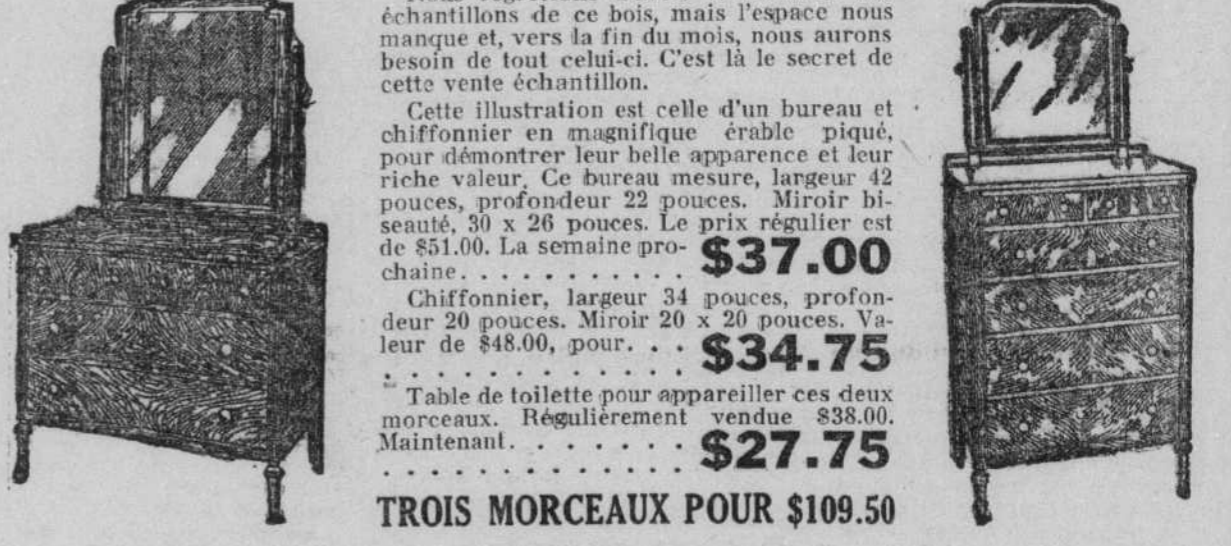 échantillons de ce bois, mais l'espace nous
manque et, vers la fin du mois, nous aurons
besoin de tout celui-ci. C'est là le secret de
cette vente échantillon.
Cette illustration est celle d'un bureau et
chiffonnier en magnifique érable piqué,
pour démontrer leur belle apparence et leur
riche valeur. Ce bureau mesure, largeur 42
pouces, profondeur 22 pouces. Miroir bi-
seauté, 30 x 26 pouces. Le prix régulier est
de $51.00. La semaine pro-
chaine. . . . . . . . . . . . $37.00
Chiffonnier, largeur 34 pouces, profon-
deur 20 pouces. Miroir 20 x 20 pouces. Va-
leur de $48.00, pour. . .
. . . . . . . . . . . . . . $34.75
Table de toilette pour appareiller ces deux
morceaux. Régulièrement vendue $38.00.
Maintenant. . . . . . . .
. . . . . . . . . . . . . . $27.75
TROIS MORCEAUX POUR $109.50